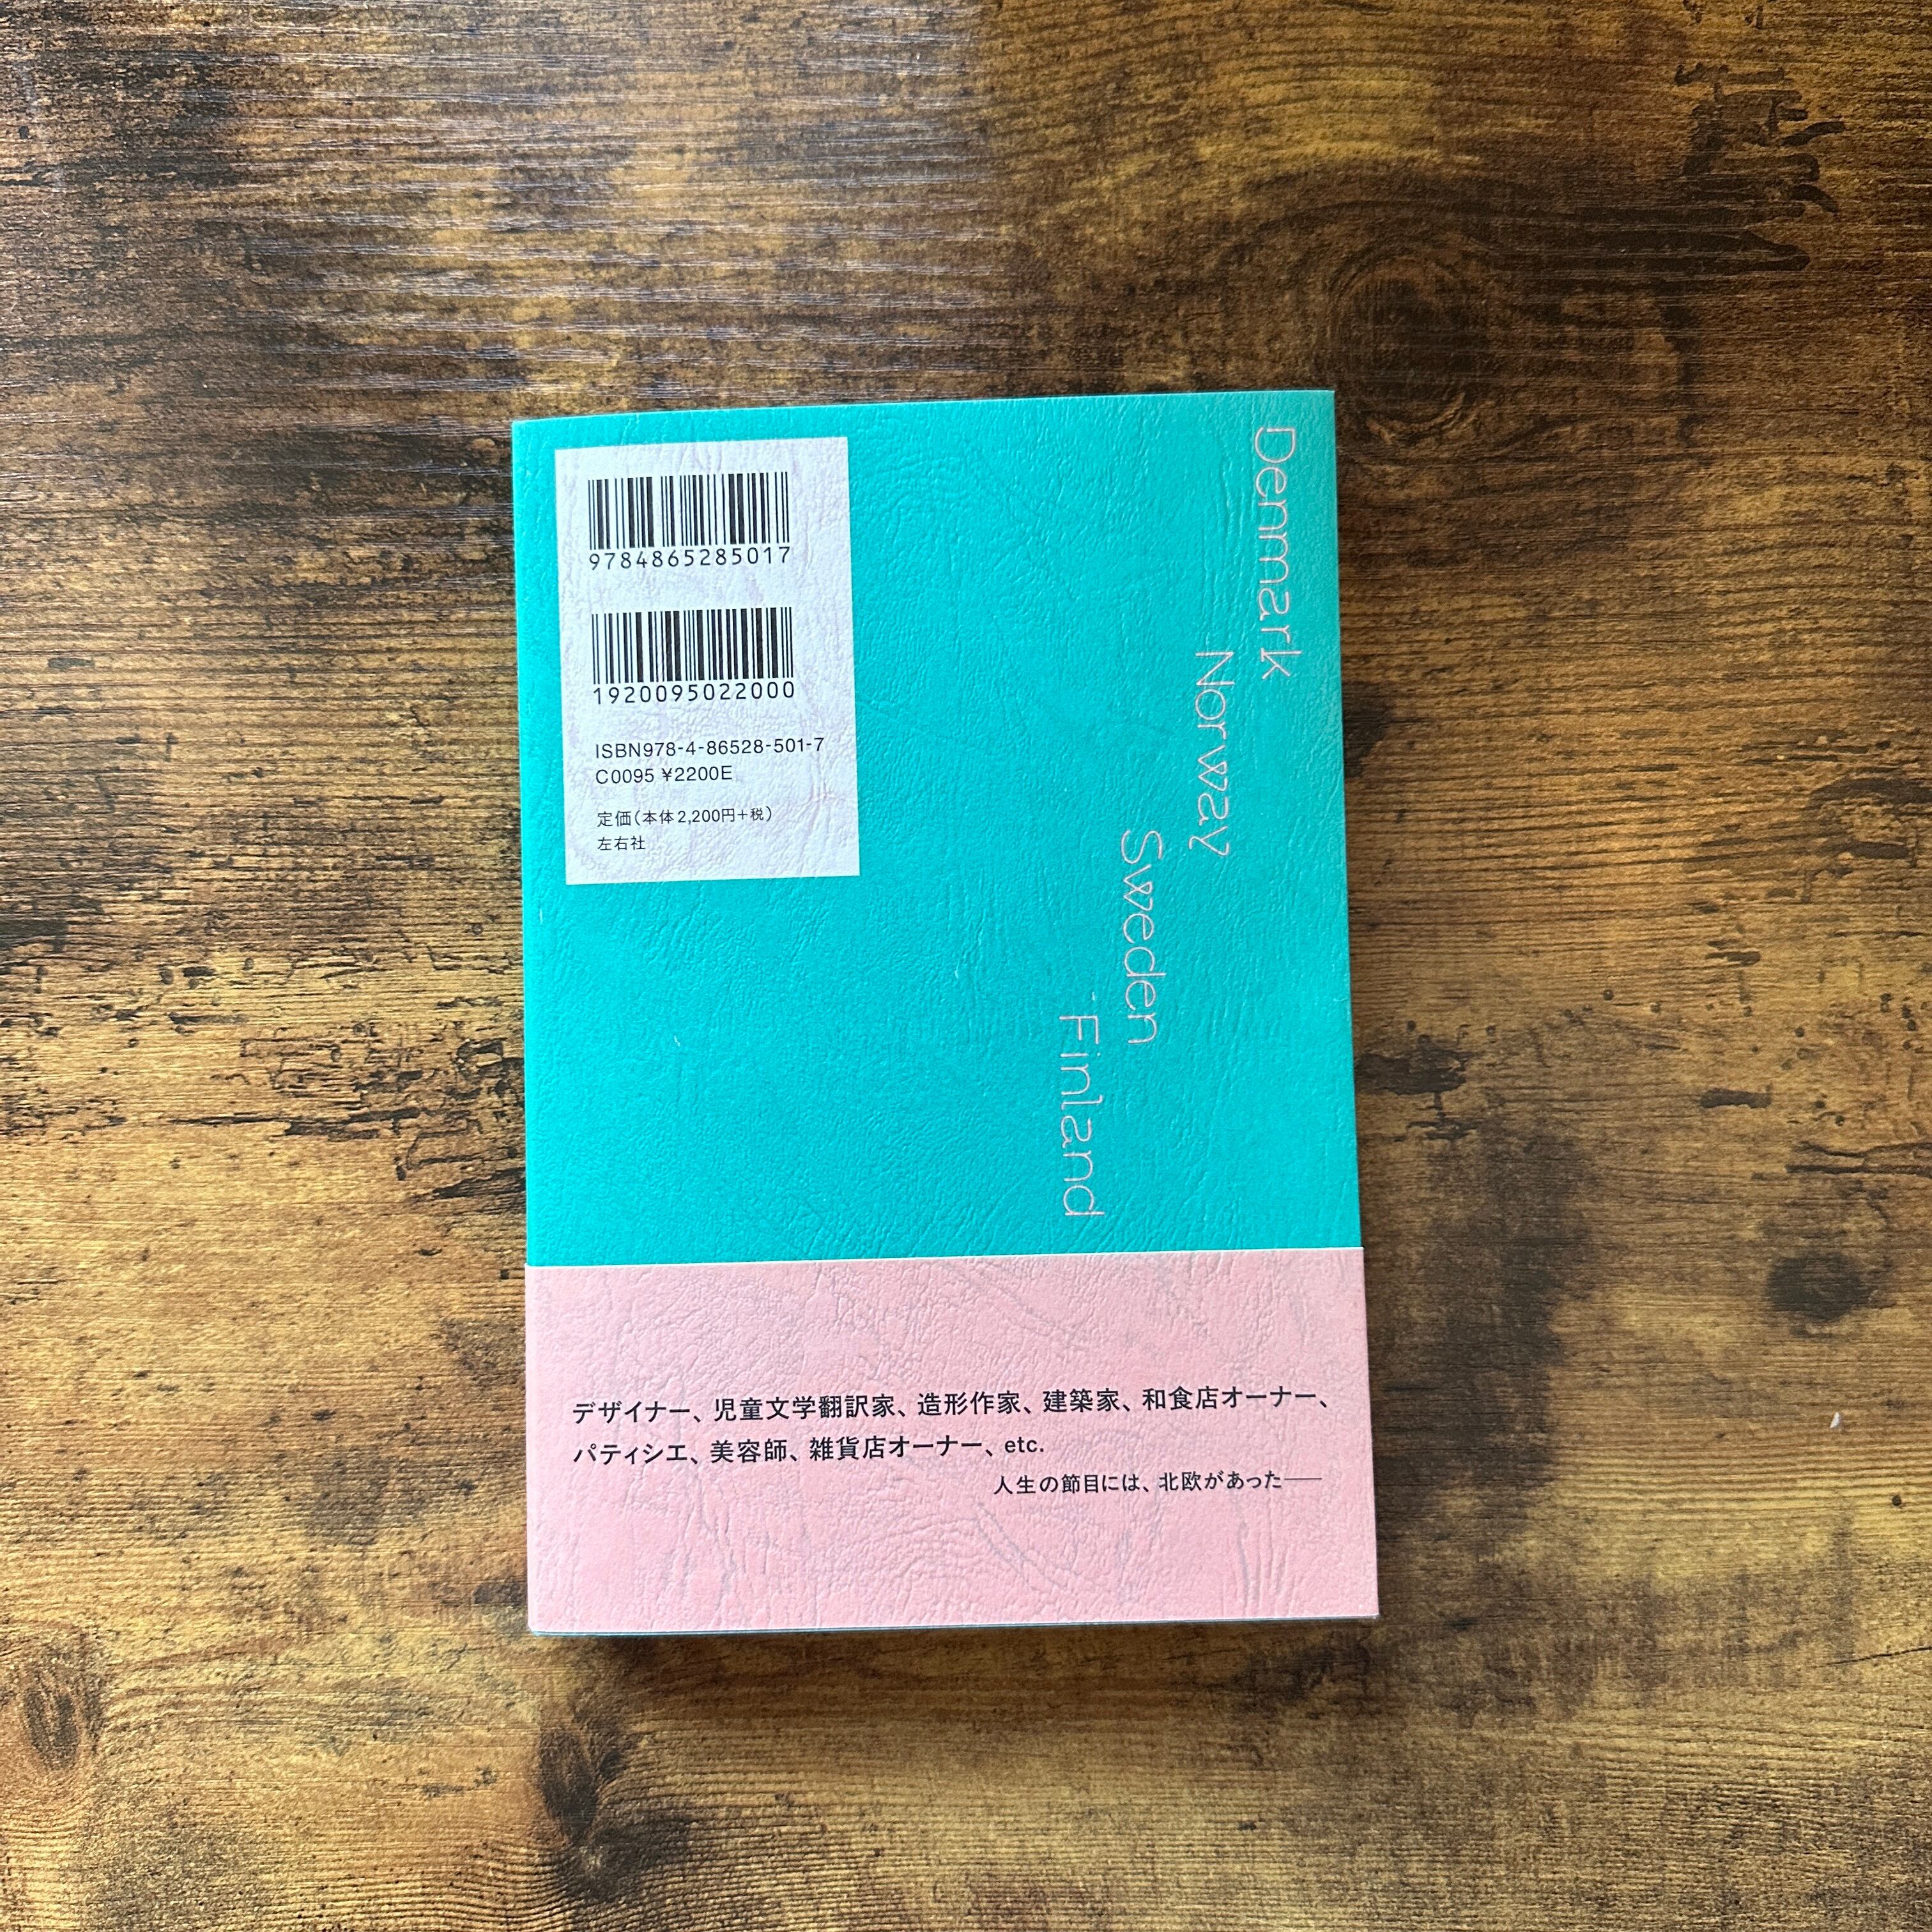 9784865285017
1920095022000
ISBN978-4-86528-501-7
C0095 ¥2200E
定価(本体2,200円+税)
左右社
Denmark
Norway
Sweden
Finland
デザイナー、児童文学翻訳家、造形作家、建築家、和食店オーナー、
パティシエ、美容師、雑貨店オーナー、etc.
人生の節目には、北欧があった──